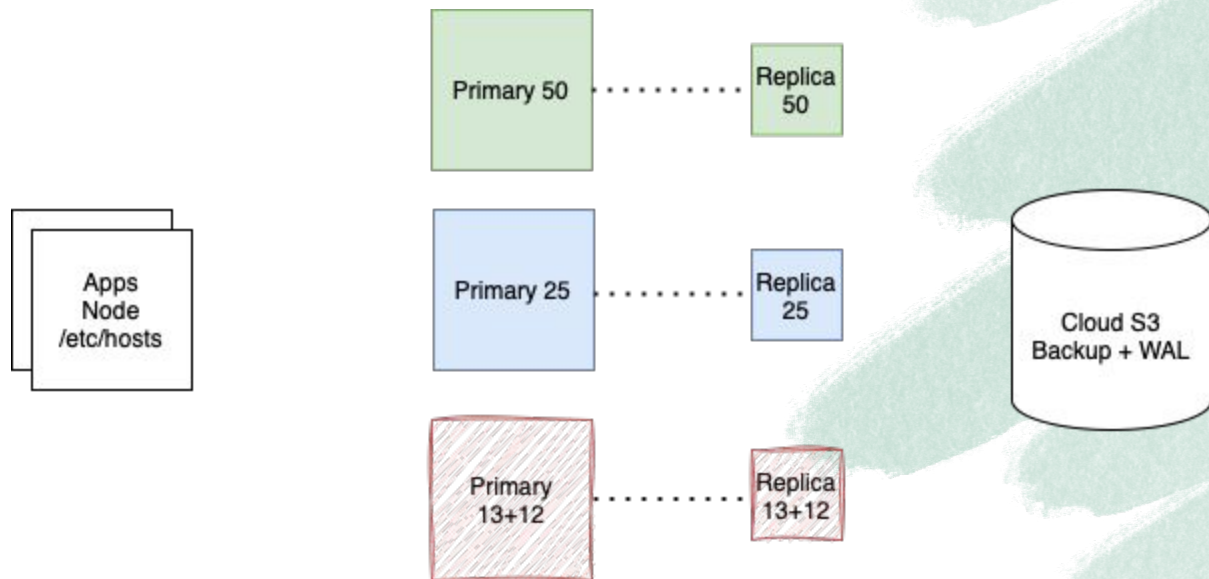 Primary 50
Replica
50
Apps
Node
/etc/hosts
Primary 25
Replica
25
Cloud S3
Backup + WAL
Primary
13+12
Replica
13+12